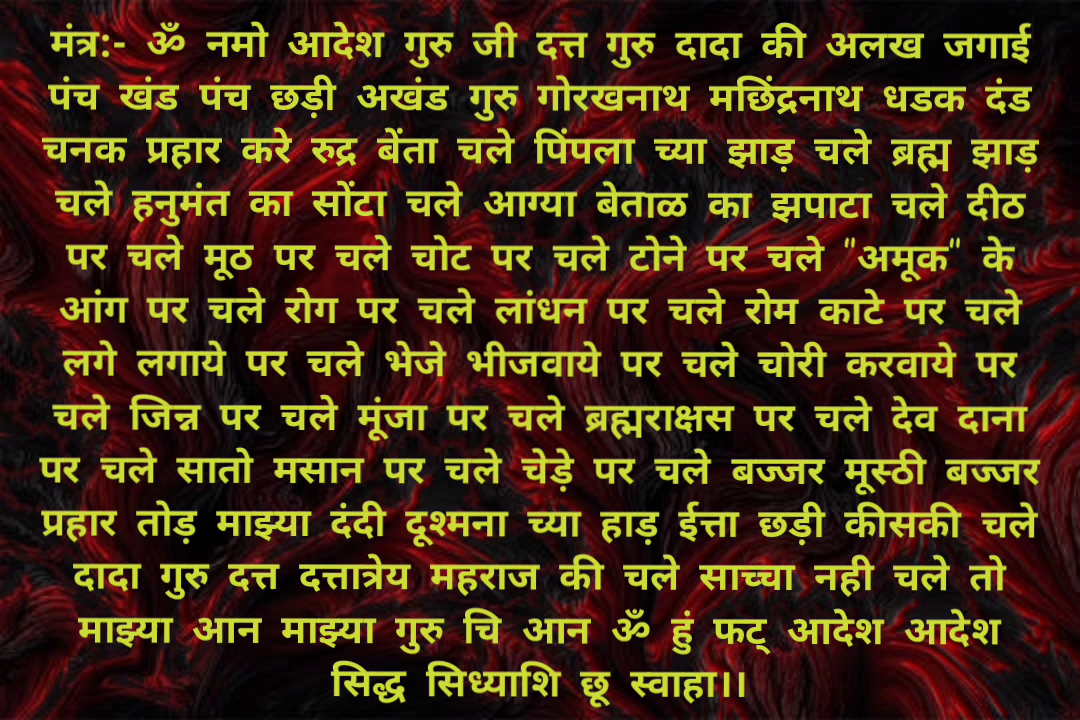 मंत्र:- ॐ नमो आदेश गुरु जी दत्त गुरु दादा की अलख जगाई
पंच खंड पंच छड़ी अखंड गुरु गोरखनाथ मछिंद्रनाथ धडक दंड
चनक प्रहार करे रुद्र बेंता चले पिंपला च्या झाड़ चले ब्रह्म झाड़
चले हनुमंत का सोंटा चले आग्या बेताळ का झपाटा चले दीठ
पर चले मूठ पर चले चोट पर चले टोने पर चले "अमूक" के
आंग पर चले रोग पर चले लांधन पर चले रोम काटे पर चले
लगे लगाये पर चले भेजे भीजवाये पर चले चोरी करवाये पर
चले जिन्न पर चले मूंजा पर चले ब्रह्मराक्षस पर चले देव दाना
पर चले सातो मसान पर चले चेड़े पर चले बज्जर मूस्ठी बज्जर
प्रहार तोड़ माझ्या दंदी दूश्मना च्या हाड़ ईत्ता छड़ी कीसकी चले
दादा गुरु दत्त दत्तात्रेय महराज की चले साच्चा नही चले तो
माझ्या आन माझ्या गुरु चि आन ॐ हुं फट् आदेश आदेश
सिद्ध सिध्याशि छू स्वाहा।।